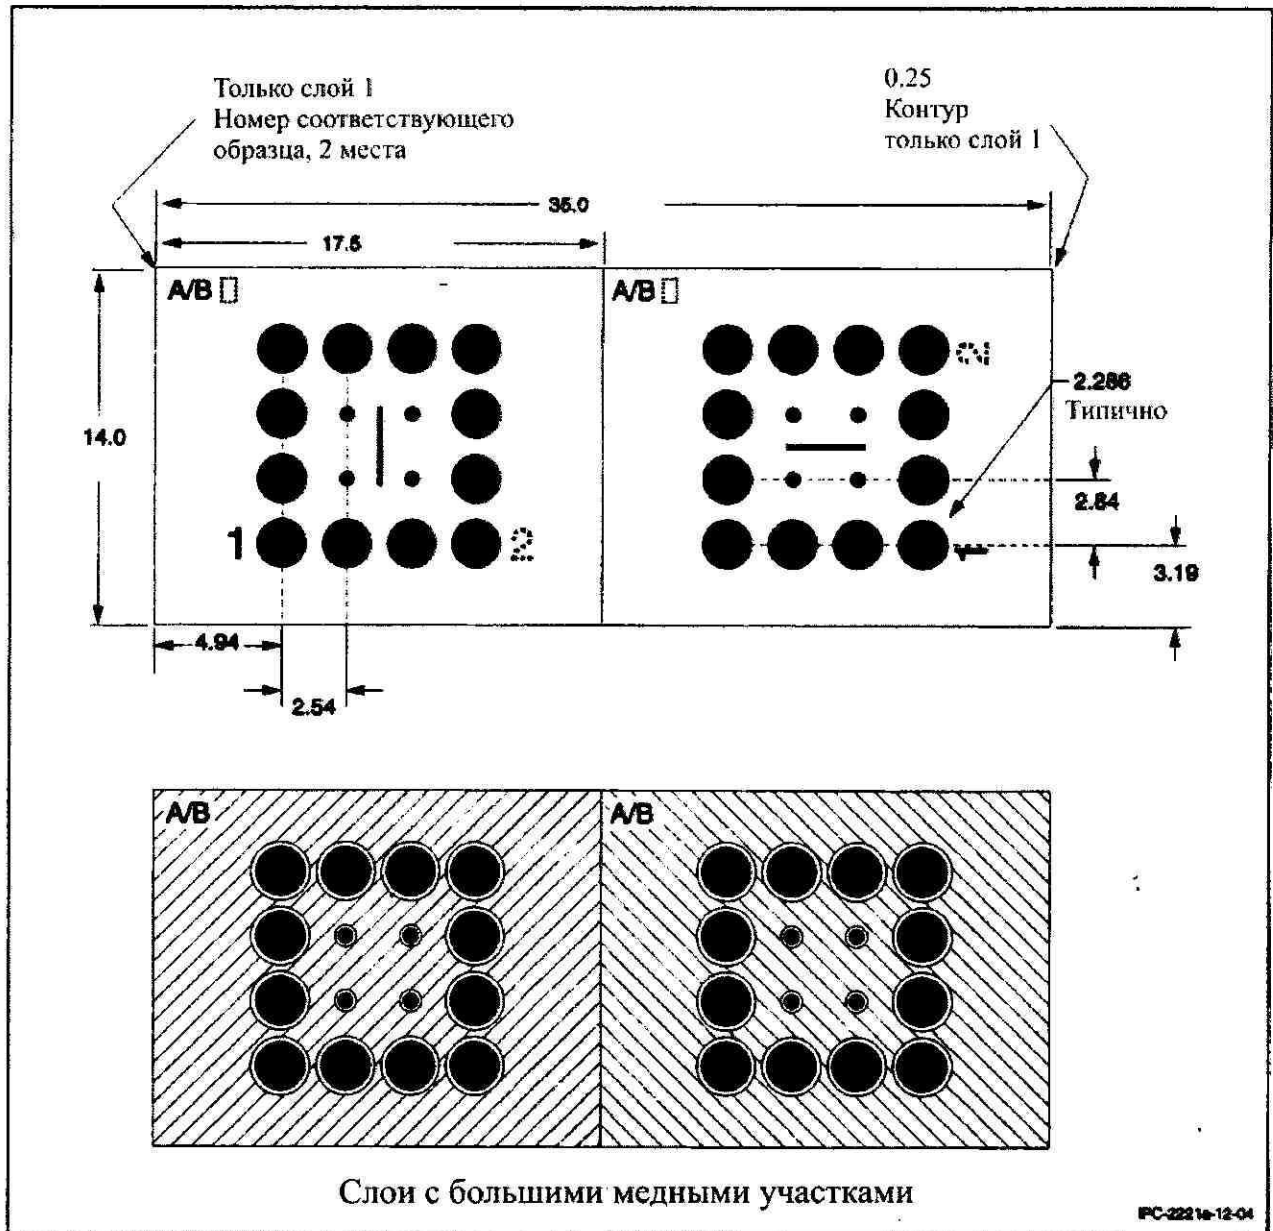 Только слой 1
Номер соответствующего
образца, 2 места
0.25
Контур
только слой 1
35.0
17.5
A/B
A/B
14.0
2
2.286
Типично
2.84
1
2
1
3.19
4.94
2.54
A/B
A/B
Слои с большими медными участками
IPC-2221a-12-04